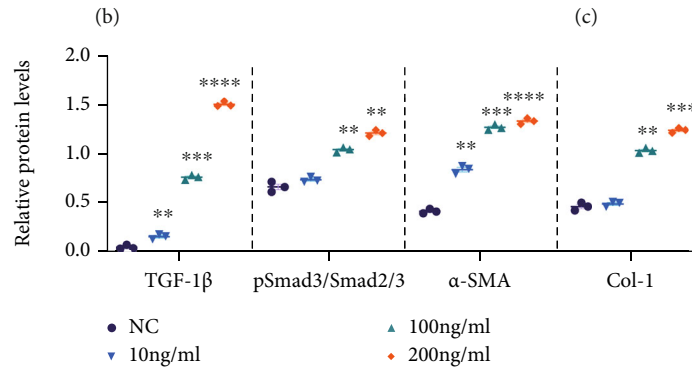 (b) (c)
Relative protein levels
2.0
1.5
1.0
0.5
0.0
** *** ****
** **
** *** ****
** ***
TGF-1β pSmad3/Smad2/3 α-SMA Col-1
NC 100ng/ml
10ng/ml 200ng/ml